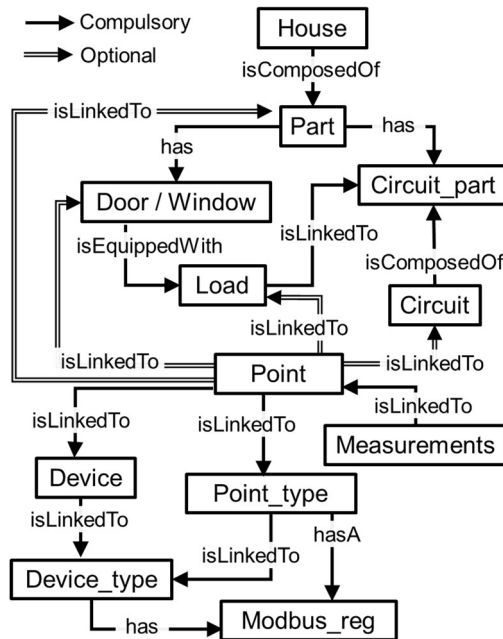 Compulsory
House
Optional
isComposedOf
isLinkedTo
Part
has
has
Door / Window
Circuit_part
isEquippedWith
isLinkedTo
isComposedOf
Load
Circuit
isLinkedTo
isLinkedTo
isLinkedTo
Point
isLinkedTo
isLinkedTo
isLinkedTo
Measurements
Device
Point_type
isLinkedTo
isLinkedTo
hasA
Device_type
has
Modbus_reg